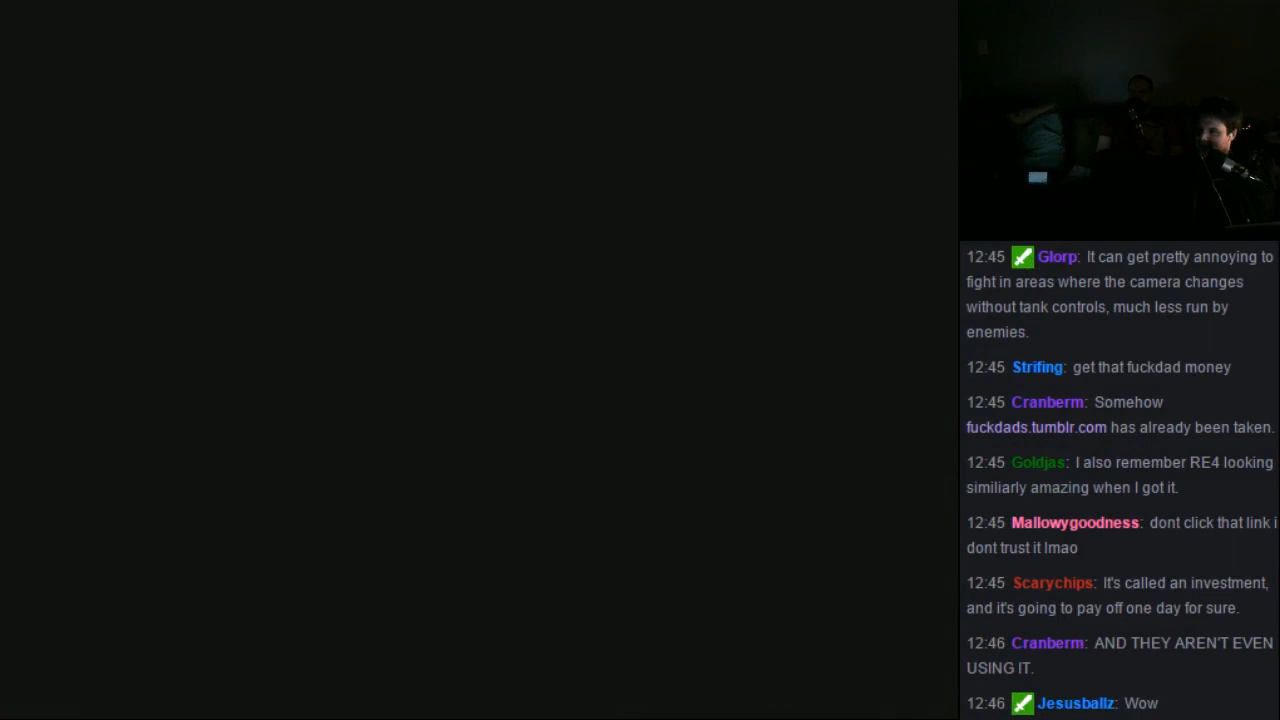 12:45 Glorp: It can get pretty annoying to
fight in areas where the camera changes
without tank controls, much less run by
enemies.
12:45 Strifing: get that fuckdad money
12:45 Cranberm: Somehow
fuckdads.tumblr.com has already been taken.
12:45 Goldjas: I also remember RE4 looking
similiarly amazing when I got it.
12:45 Mallowygoodness: dont click that link i
dont trust it lmao
12:45 Scarychips: It's called an investment,
and it's going to pay off one day for sure.
12:46 Cranberm: AND THEY AREN'T EVEN
USING IT.
12:46 Jesusballz: Wow